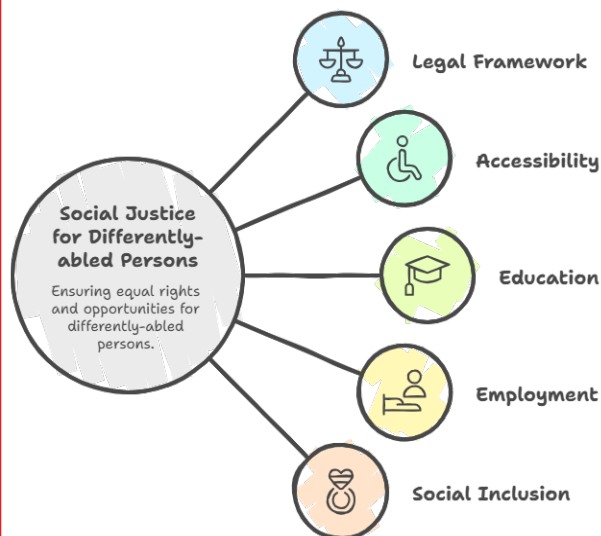 Legal Framework
Accessibility
Social Justice
for Differently-
abled Persons
Ensuring equal rights
and opportunities for
differently-abled
persons.
Education
Employment
Social Inclusion